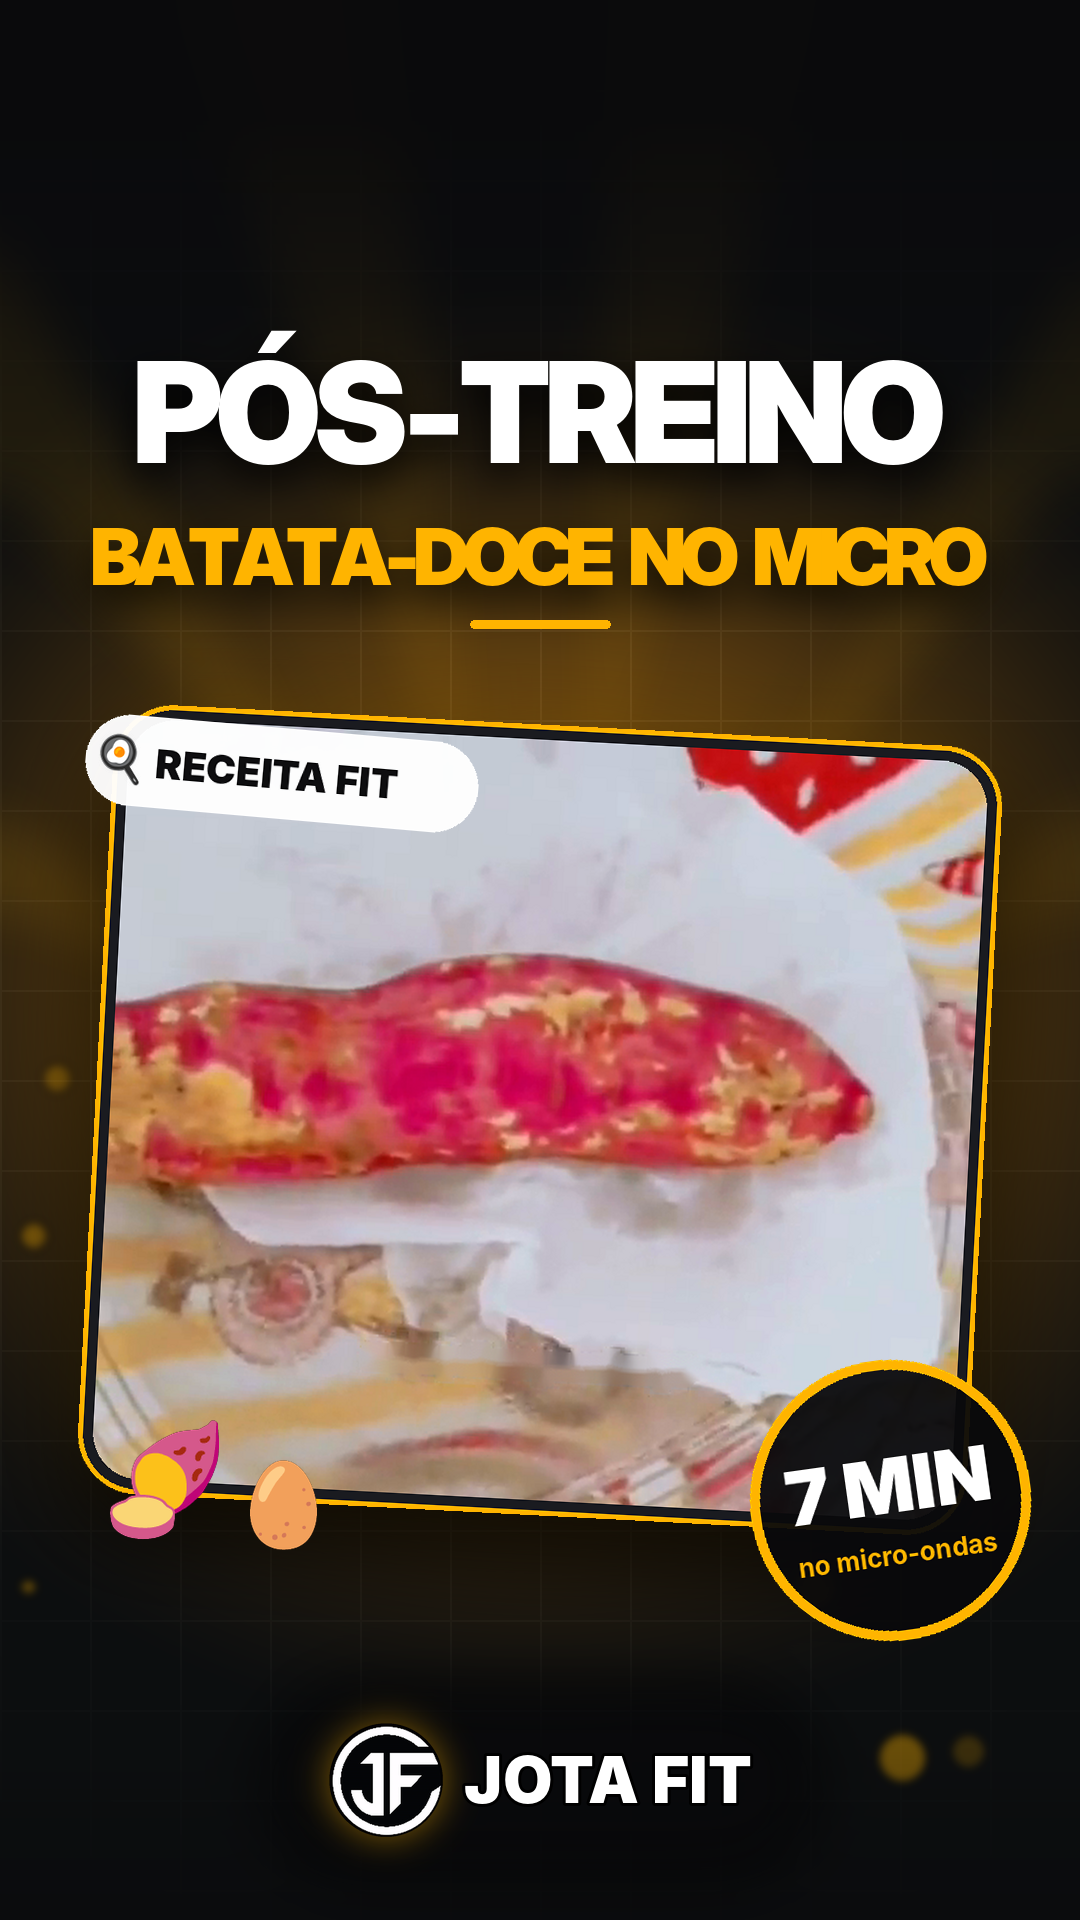 PÓS-TREINO
BATATA-DOCE NO MICRO
RECEITA FIT
7 MIN
no micro-ondas
JF JOTA FIT